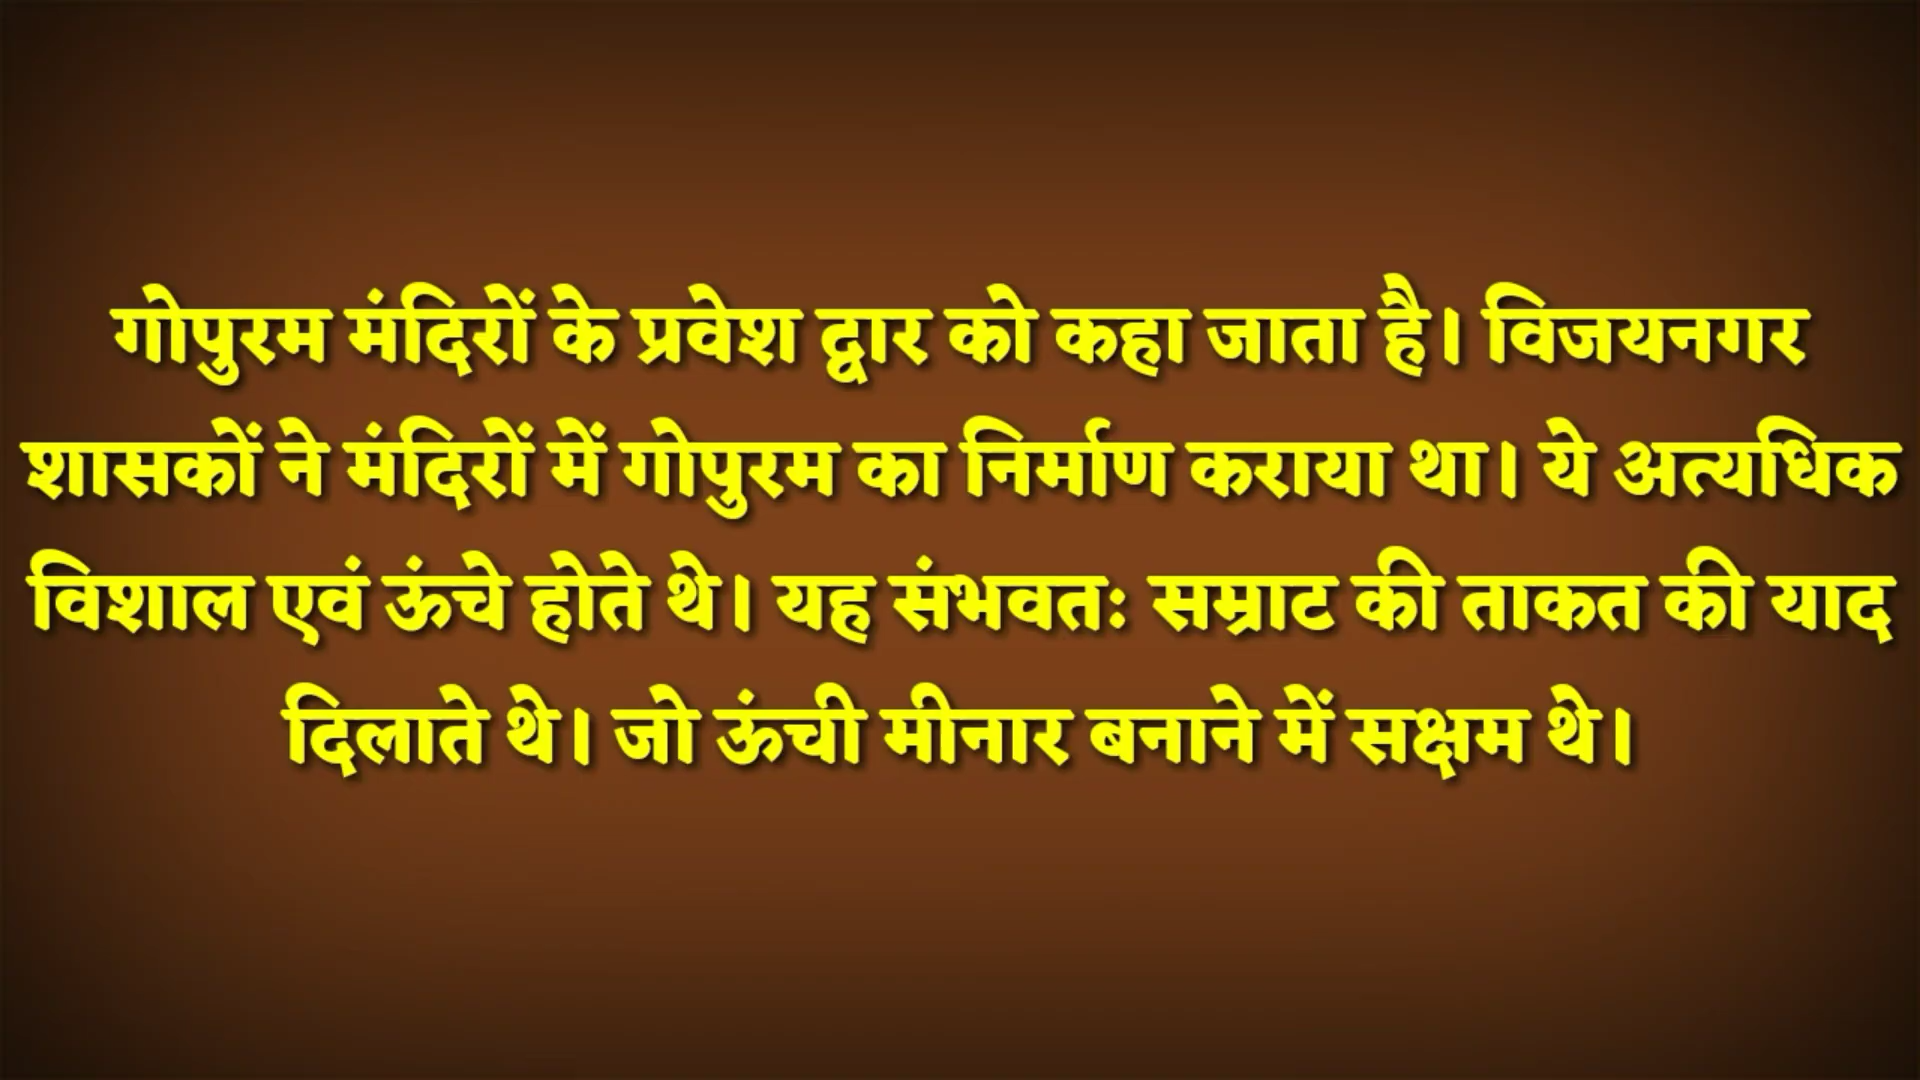 गोपुरम मंदिरों के प्रवेश द्वार को कहा जाता है। विजयनगर
शासकों ने मंदिरों में गोपुरम का निर्माण कराया था। ये अत्यधिक
विशाल एवं ऊंचे होते थे। यह संभवतः सम्राट की ताकत की याद
दिलाते थे। जो ऊंची मीनार बनाने में सक्षम थे।